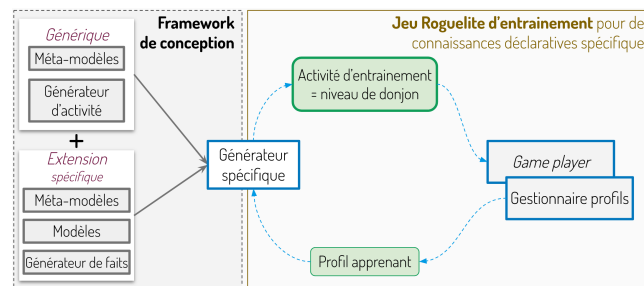 Framework
de conception
Générique
Méta-modèles
Générateur
d'activité
+
Extension
spécifique
Méta-modèles
Modèles
Générateur de faits
Générateur
spécifique
Jeu Roguelite d'entrainement pour de
connaissances déclaratives spécifique
Activité d'entrainement
= niveau de donjon
Game player
Gestionnaire profils
Profil apprenant